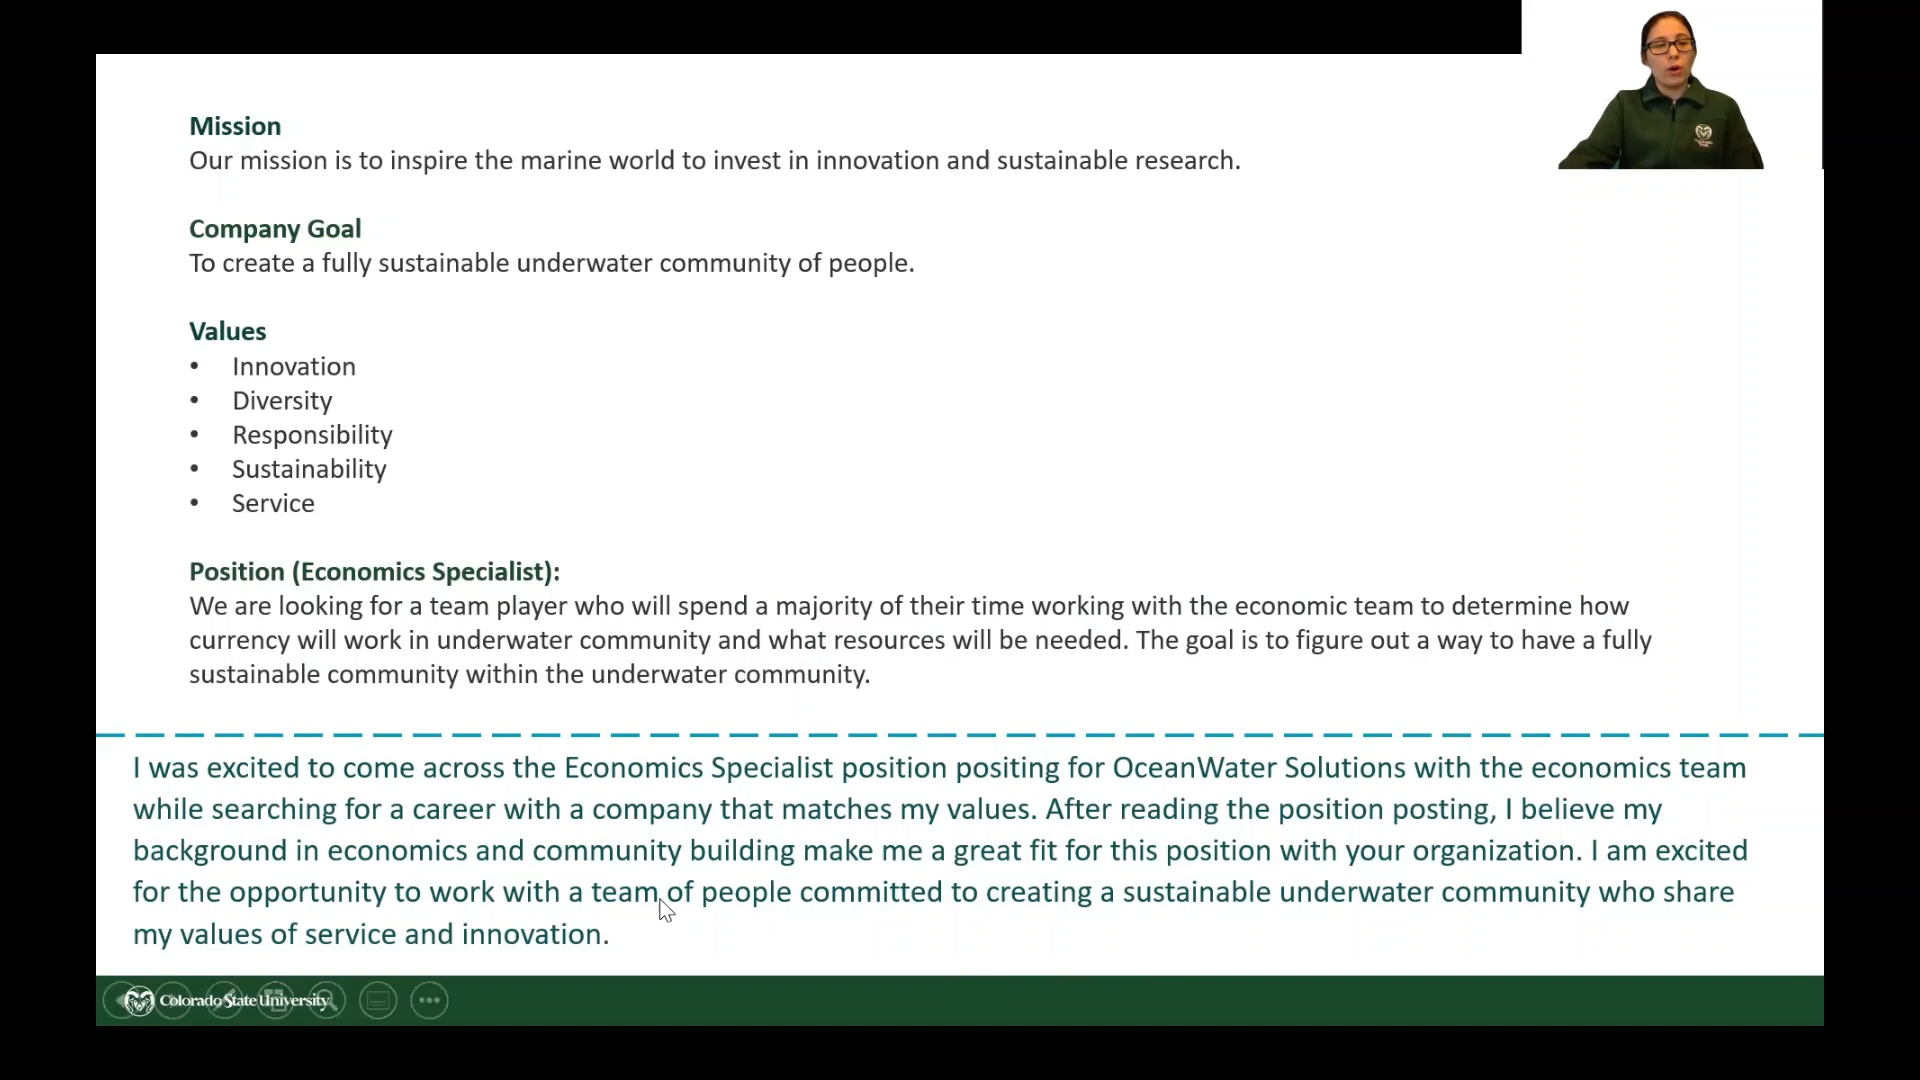 Mission
Our mission is to inspire the marine world to invest in innovation and sustainable research.
Company Goal
To create a fully sustainable underwater community of people.
Values
• Innovation
• Diversity
• Responsibility
• Sustainability
• Service
Position (Economics Specialist):
We are looking for a team player who will spend a majority of their time working with the economic team to determine how
currency will work in underwater community and what resources will be needed. The goal is to figure out a way to have a fully
sustainable community within the underwater community.
I was excited to come across the Economics Specialist position positing for OceanWater Solutions with the economics team
while searching for a career with a company that matches my values. After reading the position posting, I believe my
background in economics and community building make me a great fit for this position with your organization. I am excited
for the opportunity to work with a team of people committed to creating a sustainable underwater community who share
my values of service and innovation.
Colorado State University